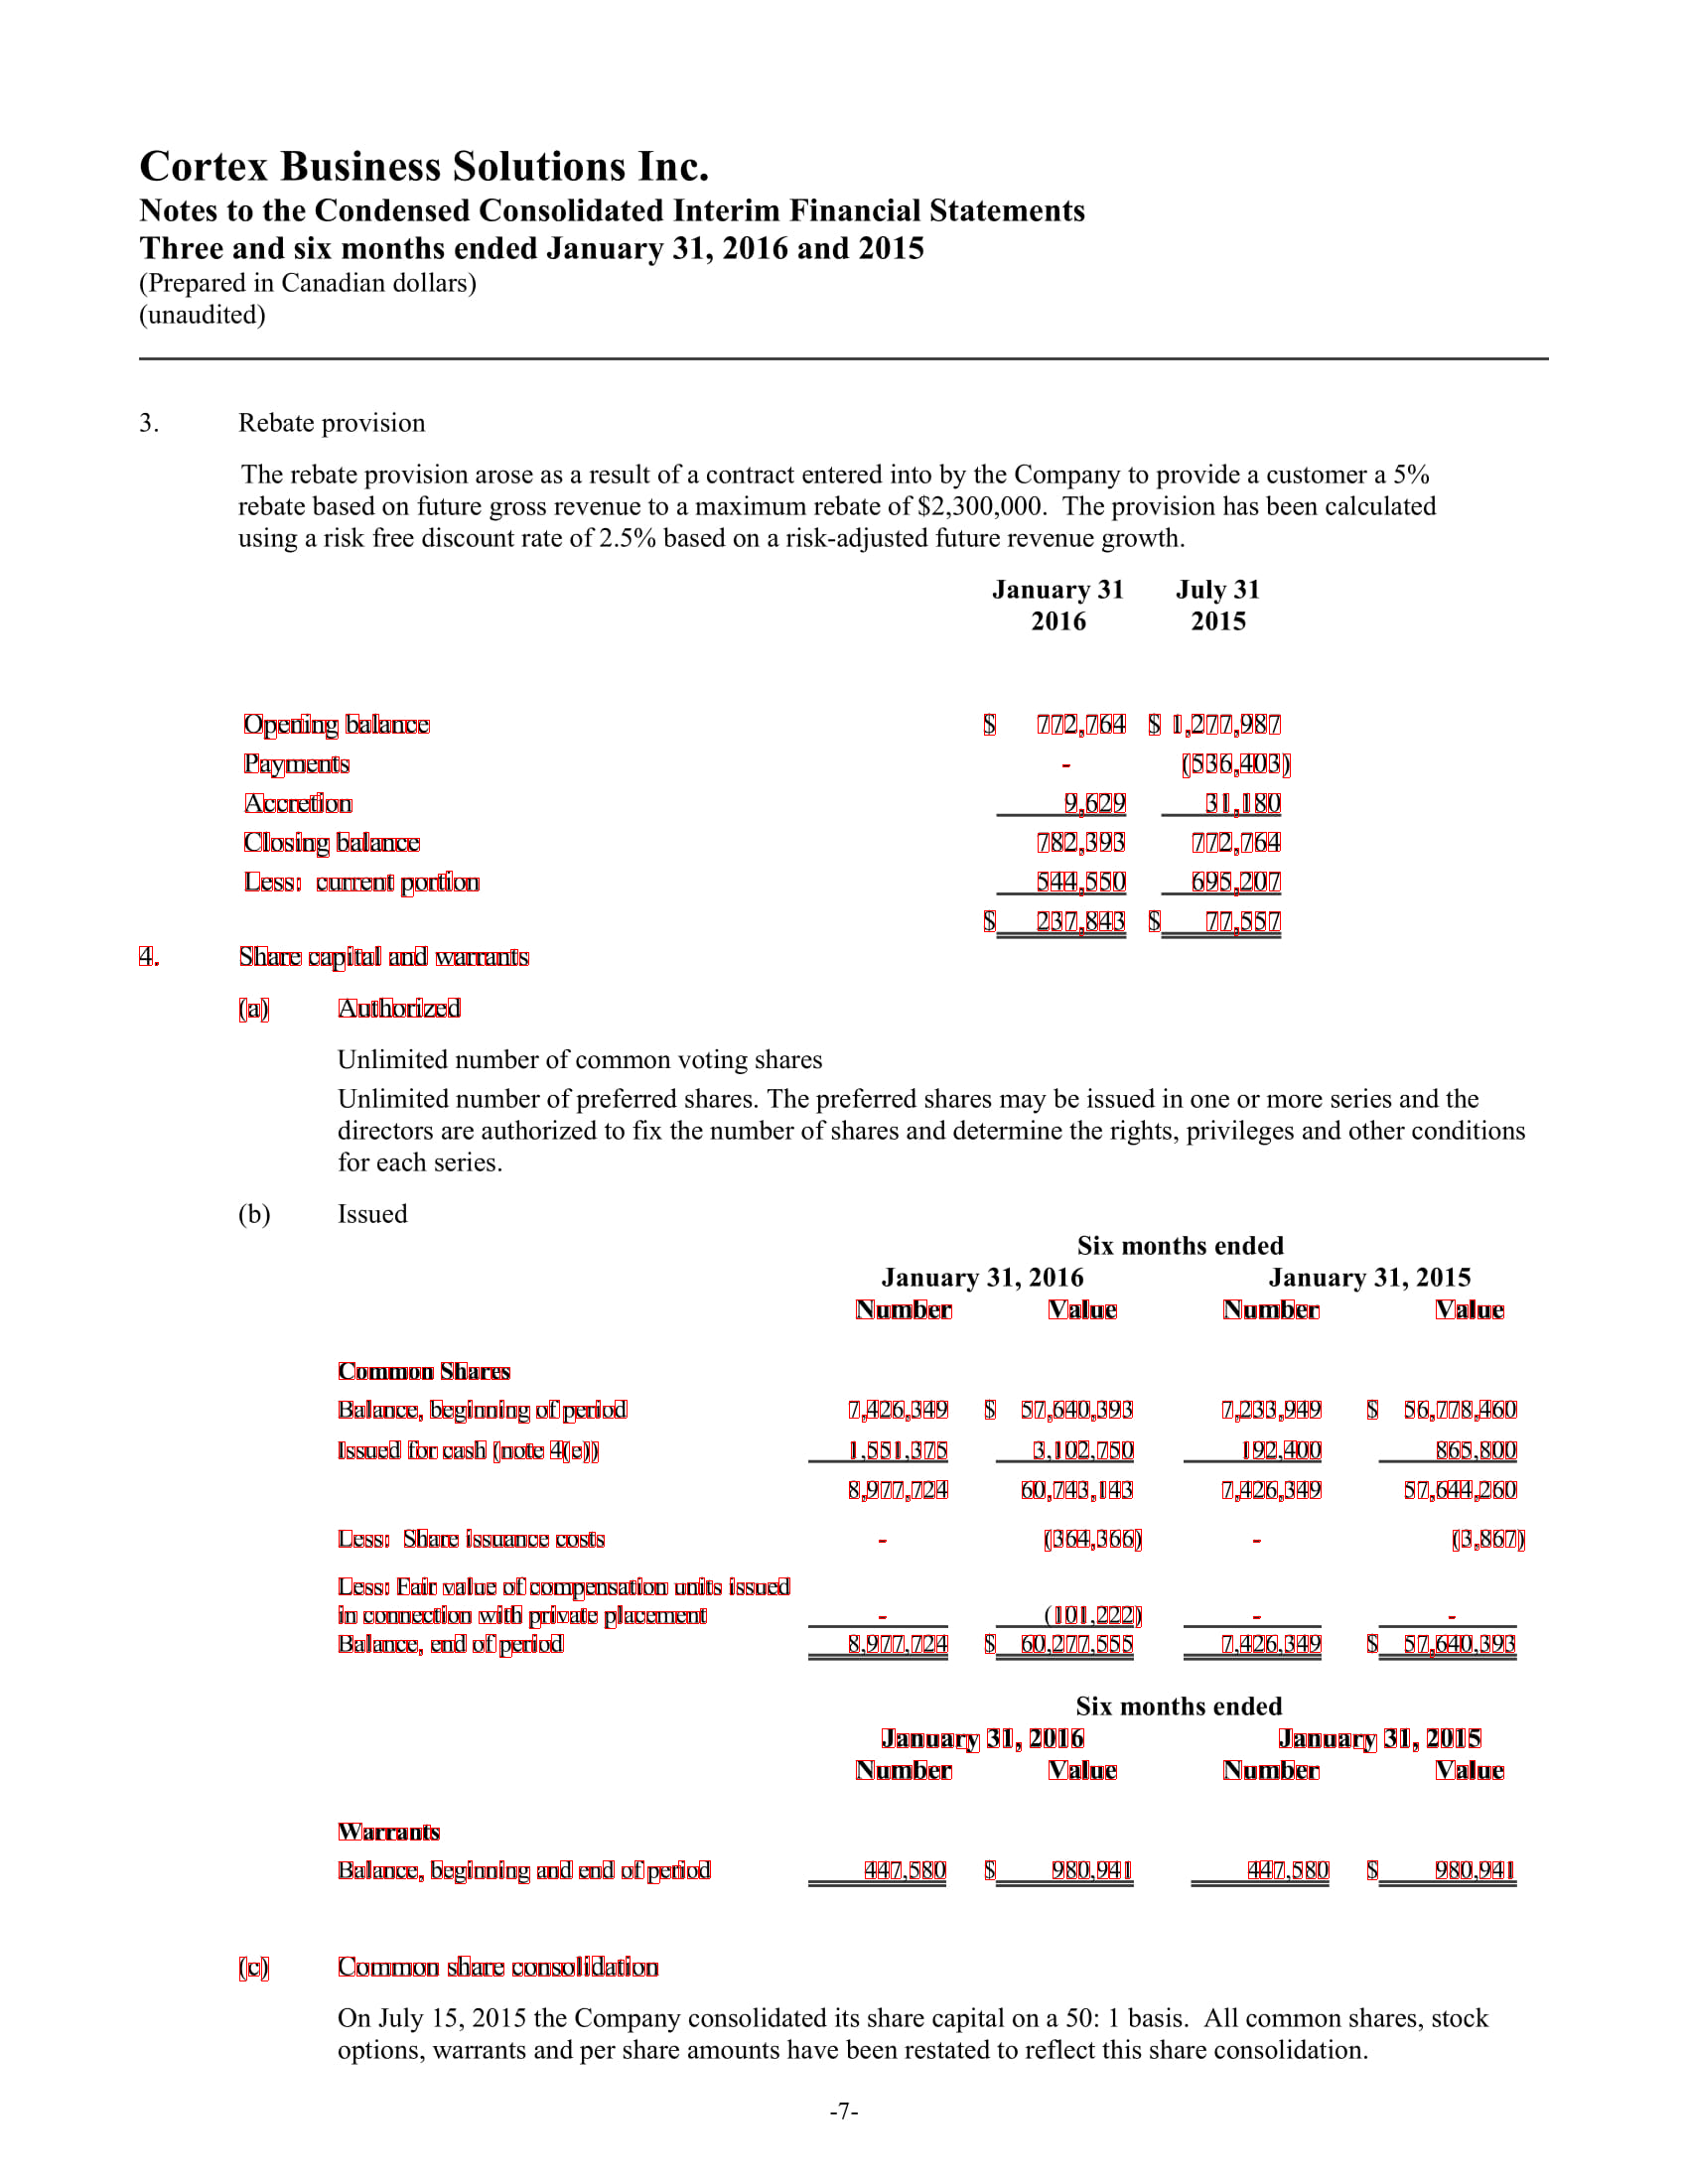 Cortex Business Solutions Inc.
Notes to the Condensed Consolidated Interim Financial Statements
Three and six months ended January 31, 2016 and 2015
(Prepared in Canadian dollars)
(unaudited)
3. Rebate provision
The rebate provision arose as a result of a contract entered into by the Company to provide a customer a 5%
rebate based on future gross revenue to a maximum rebate of $2,300,000. The provision has been calculated
using a risk free discount rate of 2.5% based on a risk-adjusted future revenue growth.
January 31 July 31
2016 2015
Opening balance $ 772,764 $ 1,277,987
Payments - (536,403)
Accretion 9,629 31,180
Closing balance 782,393 772,764
Less: current portion 544,550 695,207
$ 237,843 $ 77,557
4. Share capital and warrants
(a) Authorized
Unlimited number of common voting shares
Unlimited number of preferred shares. The preferred shares may be issued in one or more series and the
directors are authorized to fix the number of shares and determine the rights, privileges and other conditions
for each series.
(b) Issued
Six months ended
January 31, 2016 January 31, 2015
Number Value Number Value
Common Shares
Balance, beginning of period 7,426,349 $ 57,640,393 7,233,949 $ 56,778,460
Issued for cash (note 4(e)) 1,551,375 3,102,750 192,400 865,800
8,977,724 60,743,143 7,426,349 57,644,260
Less: Share issuance costs - (364,366) - (3,867)
Less: Fair value of compensation units issued
in connection with private placement - (101,222) - -
Balance, end of period 8,977,724 $ 60,277,555 7,426,349 $ 57,640,393
Six months ended
January 31, 2016 January 31, 2015
Number Value Number Value
Warrants
Balance, beginning and end of period 447,580 $ 980,941 447,580 $ 980,941
(c) Common share consolidation
On July 15, 2015 the Company consolidated its share capital on a 50: 1 basis. All common shares, stock
options, warrants and per share amounts have been restated to reflect this share consolidation.
-7-